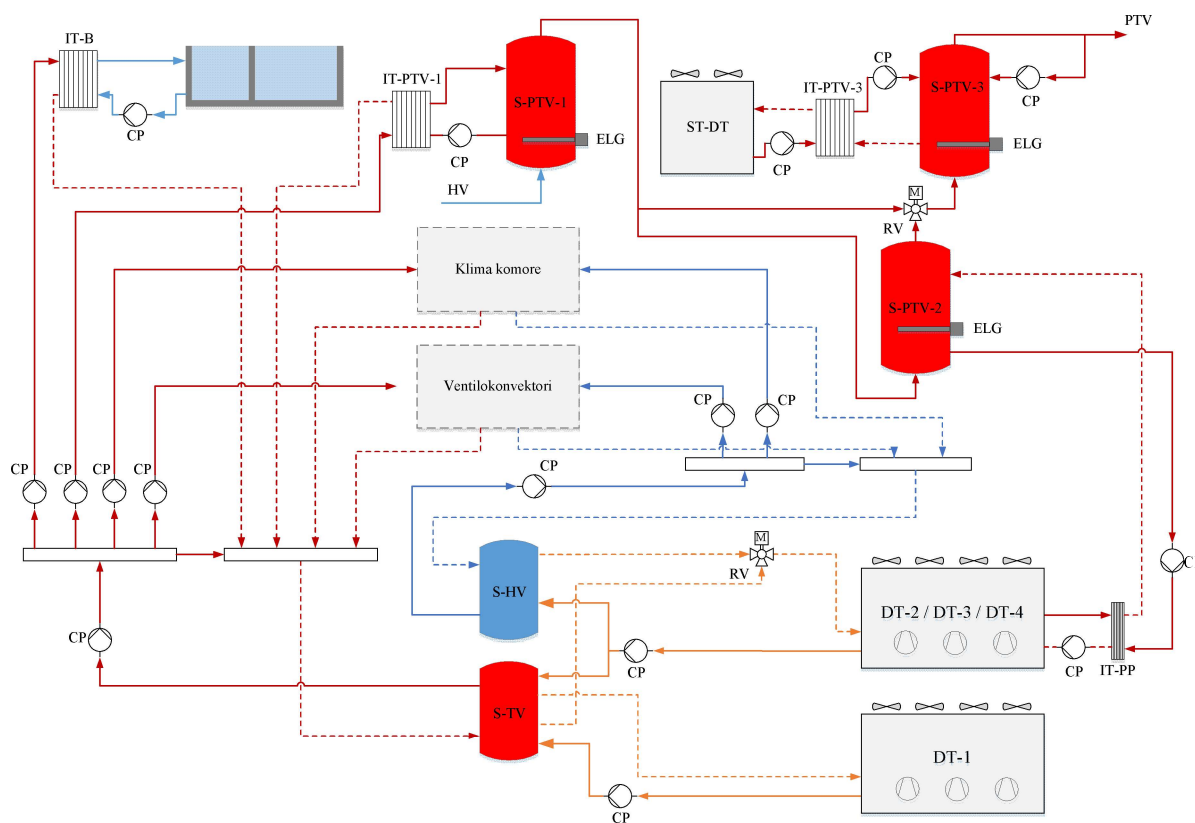 PTV
IT-B
CP
IT-PTV-1
S-PTV-1
CP
ELG
HV
ST-DT
CP
IT-PTV-3
CP
S-PTV-3
CP
ELG
M
RV
S-PTV-2
ELG
Klima komore
Ventilokonvektori
CP
CP
CP
CP
CP
CP
CP
M
RV
S-HV
DT-2 / DT-3 / DT-4
C
CP
IT-PP
CP
CP
S-TV
DT-1
CP